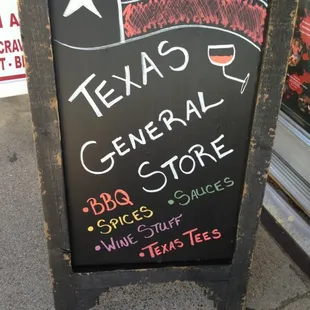 TEXAS
GENERAL
STORE
• BBQ
• SAUCES
• SPICES
• WINE STUFF
• TEXAS TEES